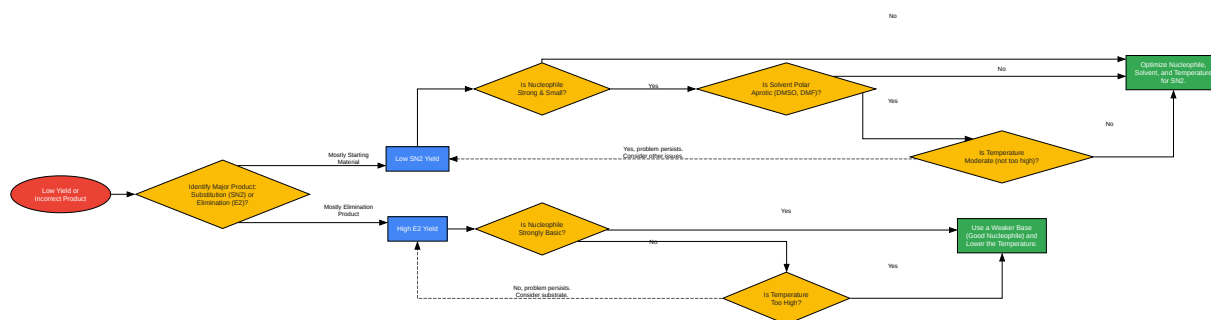 No
Optimize Nucleophile,
Solvent, and Temperature
for SN2.
No
Is Nucleophile
Strong & Small?
Yes
Is Solvent Polar
Aprotic (DMSO, DMF)?
Yes
No
Is Temperature
Moderate (not too high)?
Yes, problem persists.
Consider other issues.
Mostly Starting
Material
Low SN2 Yield
Low Yield or
Incorrect Product
Identify Major Product:
Substitution (SN2) or
Elimination (E2)?
Mostly Elimination
Product
High E2 Yield
Is Nucleophile
Strongly Basic?
Yes
No
Use a Weaker Base
(Good Nucleophile) and
Lower the Temperature.
Yes
No, problem persists.
Consider substrate.
Is Temperature
Too High?